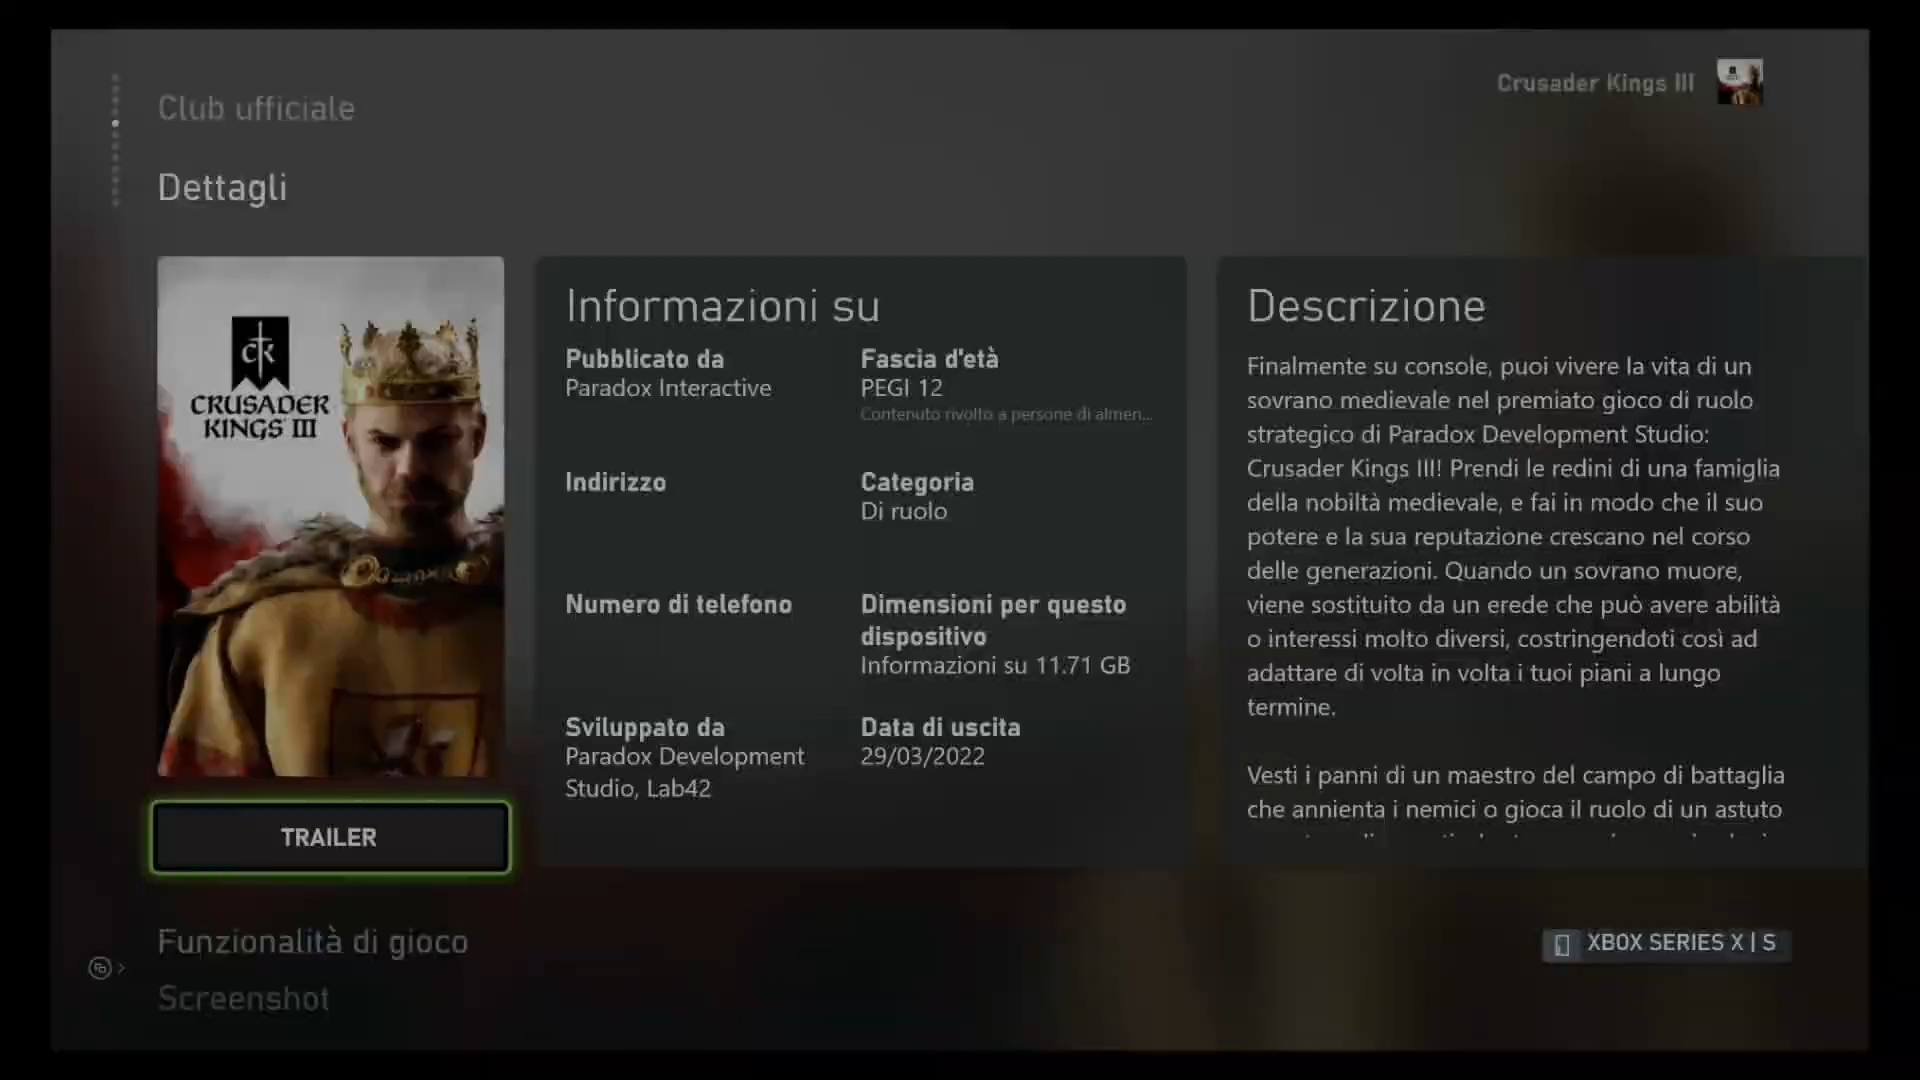 Crusader Kings III
Club ufficiale
Dettagli
CK
CRUSADER
KINGS III
TRAILER
Informazioni su
Pubblicato da
Paradox Interactive
Fascia d'età
PEGI 12
Contenuto rivolto a persone di almen...
Indirizzo
Categoria
Di ruolo
Numero di telefono
Dimensioni per questo
dispositivo
Informazioni su 11.71 GB
Sviluppato da
Paradox Development
Studio, Lab42
Data di uscita
29/03/2022
Descrizione
Finalmente su console, puoi vivere la vita di un
sovrano medievale nel premiato gioco di ruolo
strategico di Paradox Development Studio:
Crusader Kings III! Prendi le redini di una famiglia
della nobiltà medievale, e fai in modo che il suo
potere e la sua reputazione crescano nel corso
delle generazioni. Quando un sovrano muore,
viene sostituito da un erede che può avere abilità
o interessi molto diversi, costringendoti così ad
adattare di volta in volta i tuoi piani a lungo
termine.
Vesti i panni di un maestro del campo di battaglia
che annienta i nemici o gioca il ruolo di un astuto
XBOX SERIES X|S
Funzionalità di gioco
Screenshot